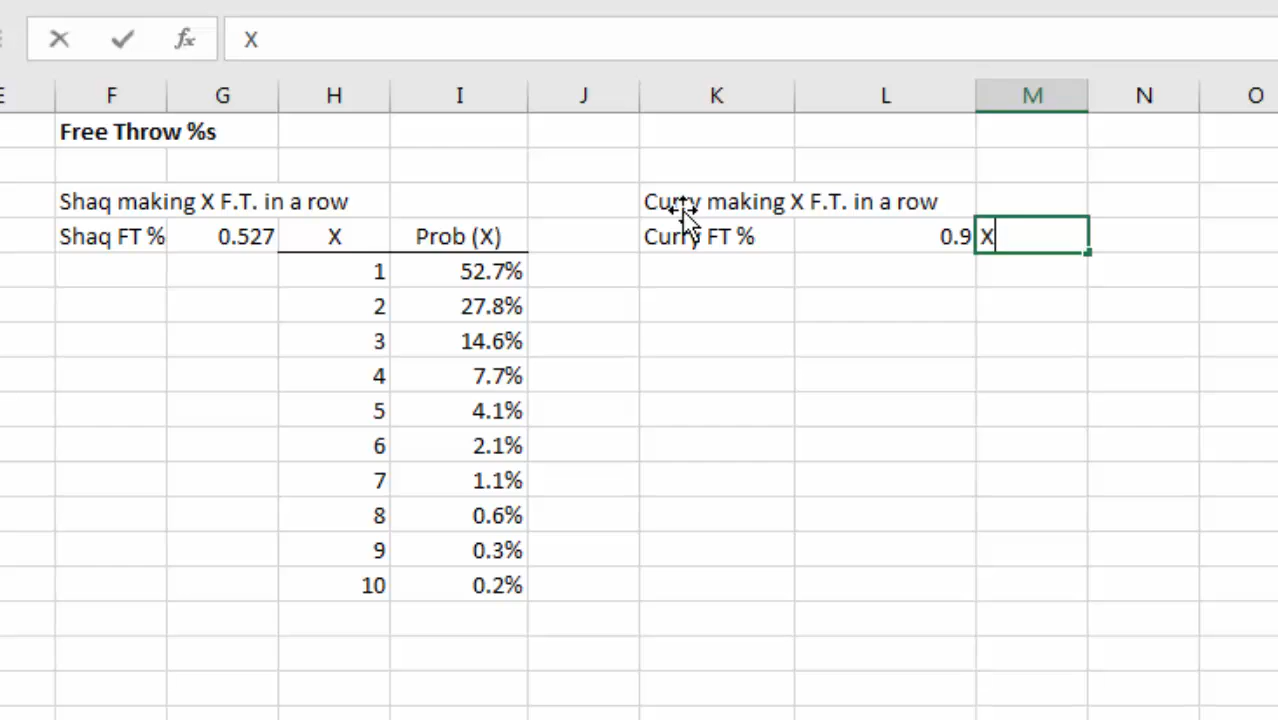 fx X
E F G H I J K L M N O
Free Throw %s
Shaq making X F.T. in a row Curry making X F.T. in a row
Shaq FT % 0.527 X Prob (X) Curry FT % 0.9 X
1 52.7%
2 27.8%
3 14.6%
4 7.7%
5 4.1%
6 2.1%
7 1.1%
8 0.6%
9 0.3%
10 0.2%